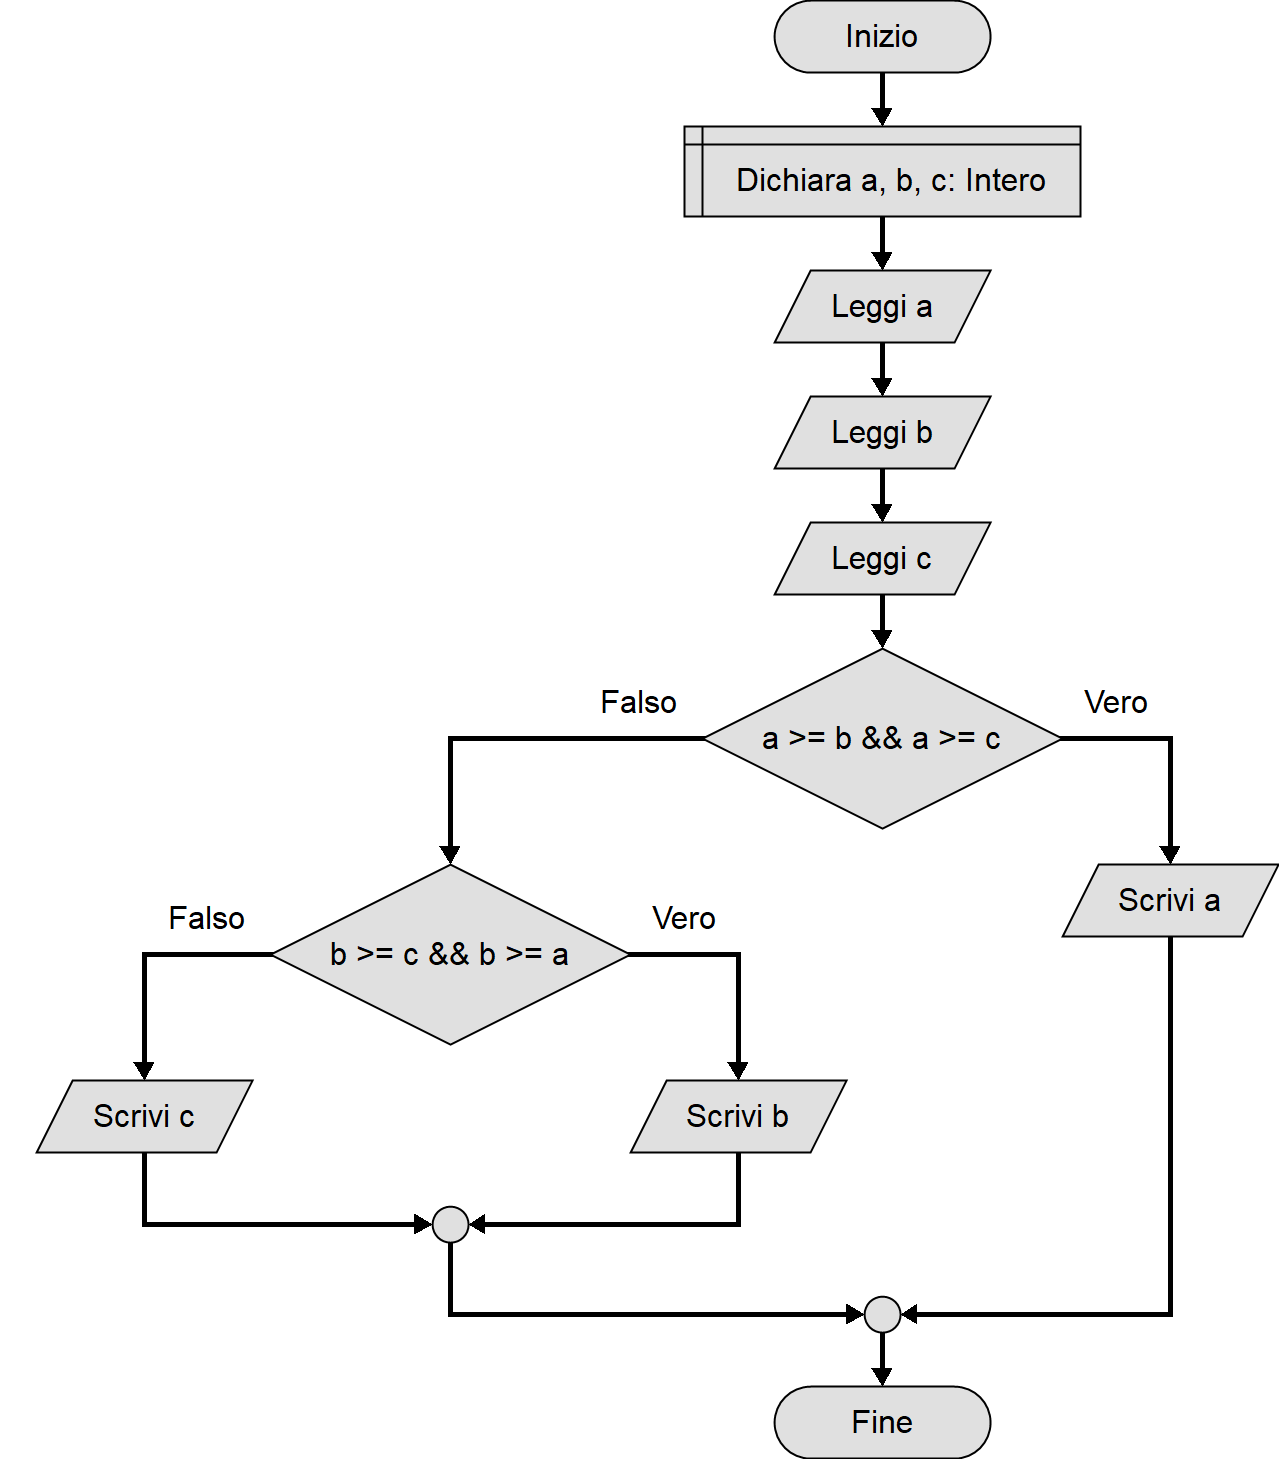 Inizio
Dichiara a, b, c: Intero
Leggi a
Leggi b
Leggi c
Falso
Vero
a >= b && a >= c
Scrivi a
Falso
Vero
b >= c && b >= a
Scrivi c
Scrivi b
Fine